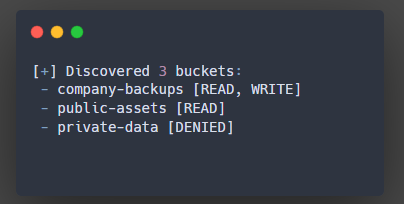 [+] Discovered 3 buckets:
- company-backups [READ, WRITE]
- public-assets [READ]
- private-data [DENIED]